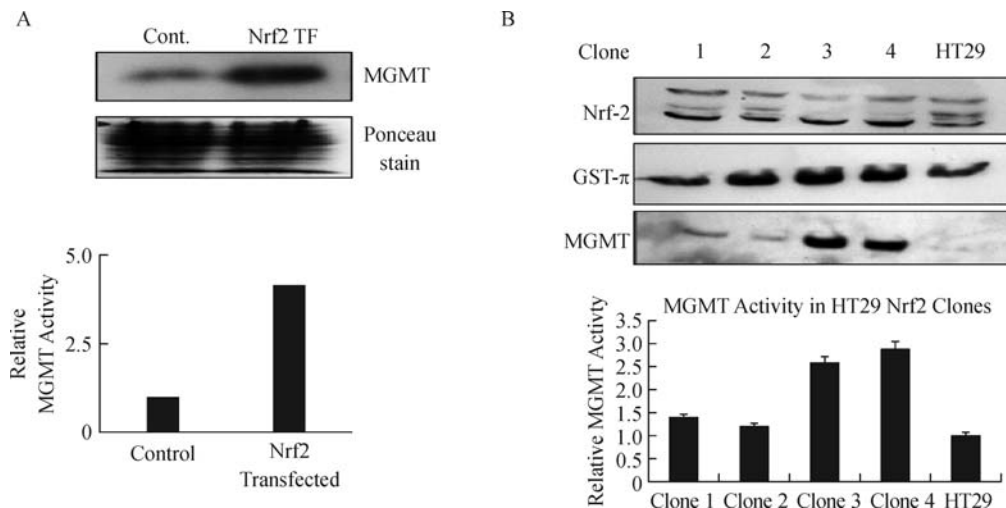 A
Cont. Nrf2 TF
MGMT
Ponceau
stain
5.0
2.5
0
Relative
MGMT Activity
Control
Nrf2
Transfected
B
Clone 1 2 3 4 HT29
Nrf-2
GST-π
MGMT
MGMT Activity in HT29 Nrf2 Clones
3.5
3.0
2.5
2.0
1.5
1.0
2.5
0.5
0
Relative MGMT Activty
Clone 1 Clone 2 Clone 3 Clone 4 HT29